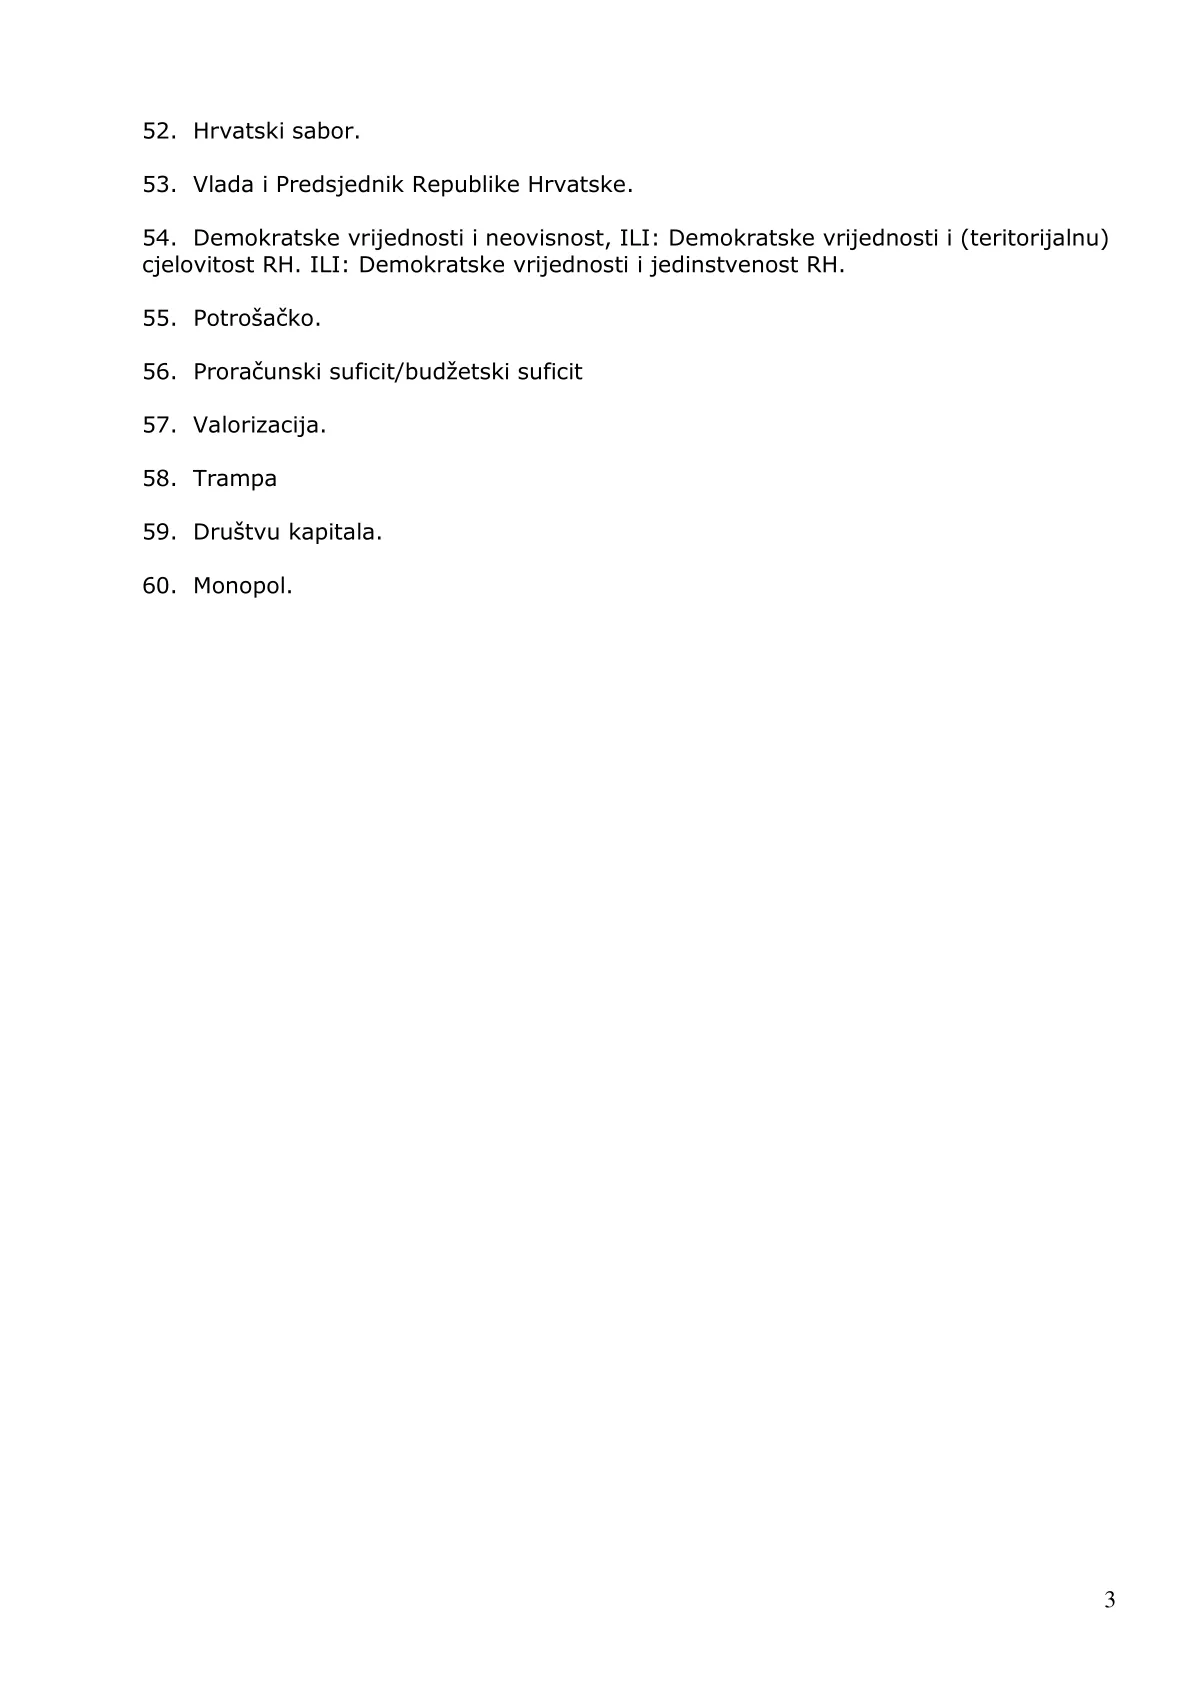 52. Hrvatski sabor.
53. Vlada i Predsjednik Republike Hrvatske.
54. Demokratske vrijednosti i neovisnost, ILI: Demokratske vrijednosti i (teritorijalnu)
cjelovitost RH. ILI: Demokratske vrijednosti i jedinstvenost RH.
55. Potrošačko.
56. Proračunski suficit/budžetski suficit
57. Valorizacija.
58. Trampa
59. Društvu kapitala.
60. Monopol.
3